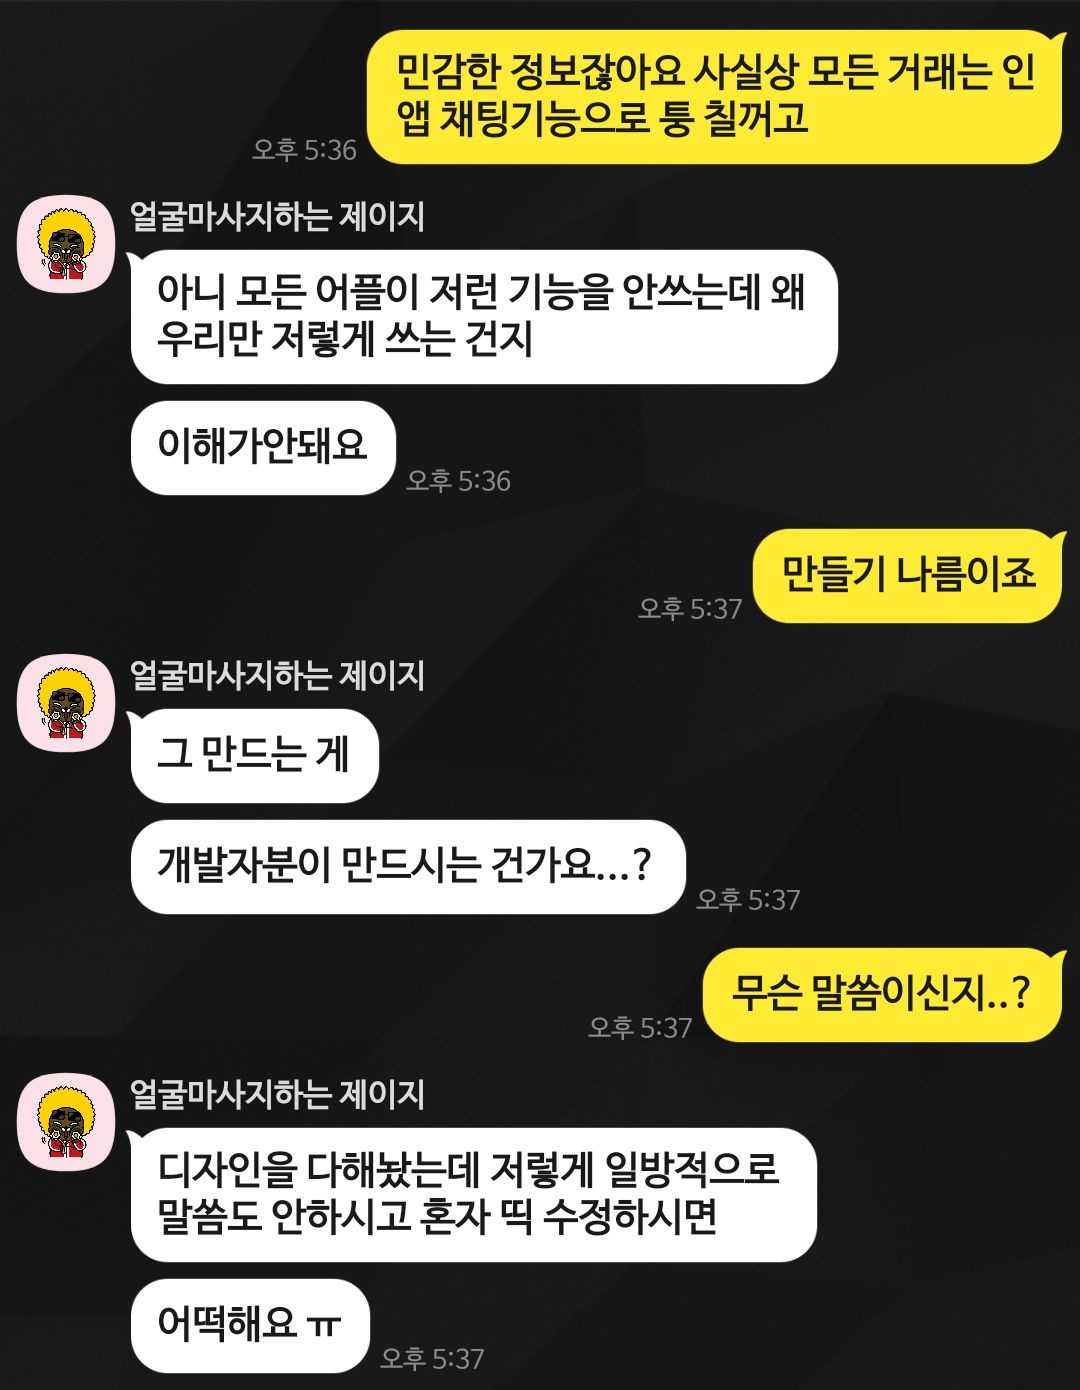 민감한 정보잖아요 사실상 모든 거래는 인
앱 채팅기능으로 퉁 칠꺼고
오후 5:36
얼굴마사지하는 제이지
아니 모든 어플이 저런 기능을 안쓰는데 왜
우리만 저렇게 쓰는 건지
이해가안돼요
오후 5:36
만들기 나름이죠
오후 5:37
얼굴마사지하는 제이지
그 만드는 게
개발자분이 만드시는 건가요...?
오후 5:37
무슨 말씀이신지..?
오후 5:37
얼굴마사지하는 제이지
디자인을 다해놨는데 저렇게 일방적으로
말씀도 안하시고 혼자 띡 수정하시면
어떡해요 ㅠ
오후 5:37